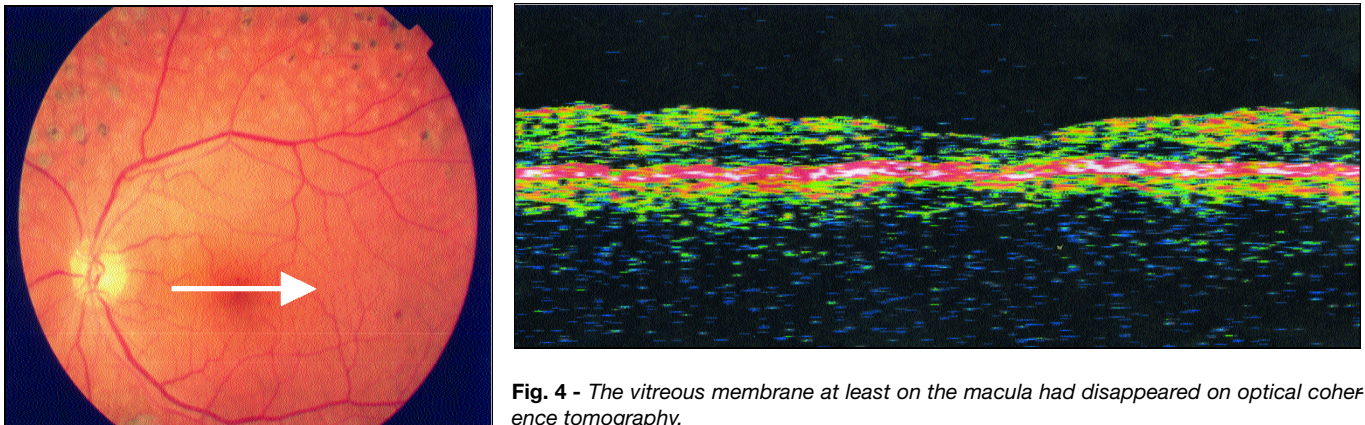 Fig. 4 - The vitreous membrane at least on the macula had disappeared on optical coher-
ence tomography.